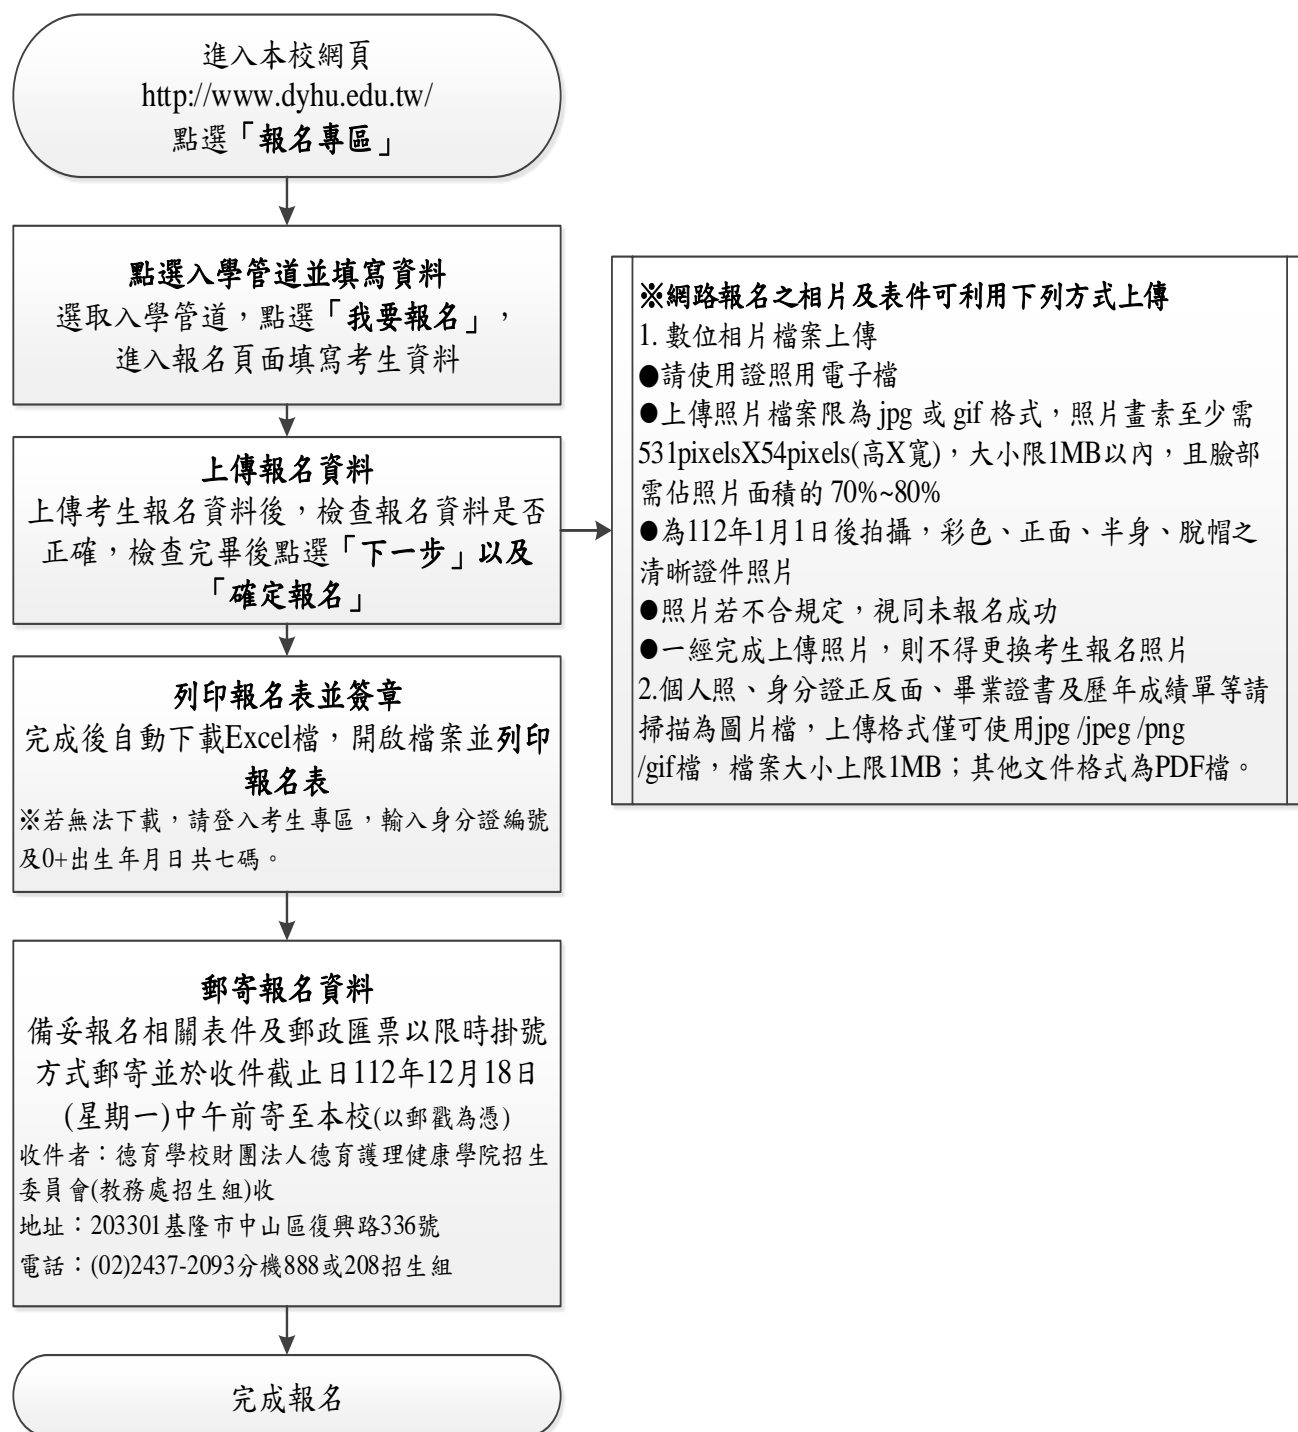 進入本校網頁
http://www.dyhu.edu.tw/
點選「報名專區」
點選入學管道並填寫資料
選取入學管道，點選「我要報名」，
進入報名頁面填寫考生資料
上傳報名資料
上傳考生報名資料後，檢查報名資料是否
正確，檢查完畢後點選「下一步」以及
「確定報名」
※網路報名之相片及表件可利用下列方式上傳
1. 數位相片檔案上傳
●請使用證照用電子檔
●上傳照片檔案限為 jpg 或 gif 格式，照片畫素至少需
531pixelsX54pixels(高X寬)，大小限1MB以內，且臉部
需佔照片面積的 70%~80%
●為112年1月1日後拍攝，彩色、正面、半身、脫帽之
清晰證件照片
●照片若不合規定，視同未報名成功
●一經完成上傳照片，則不得更換考生報名照片
2.個人照、身分證正反面、畢業證書及歷年成績單等請
掃描為圖片檔，上傳格式僅可使用jpg /jpeg /png
/gif檔，檔案大小上限1MB；其他文件格式為PDF檔。
列印報名表並簽章
完成後自動下載Excel檔，開啟檔案並列印
報名表
※若無法下載，請登入考生專區，輸入身分證編號
及0+出生年月日共七碼。
郵寄報名資料
備妥報名相關表件及郵政匯票以限時掛號
方式郵寄並於收件截止日112年12月18日
(星期一)中午前寄至本校(以郵戳為憑)
收件者：德育學校財團法人德育護理健康學院招生
委員會(教務處招生組)收
地址：203301基隆市中山區復興路336號
電話：(02)2437-2093分機888或208招生組
完成報名